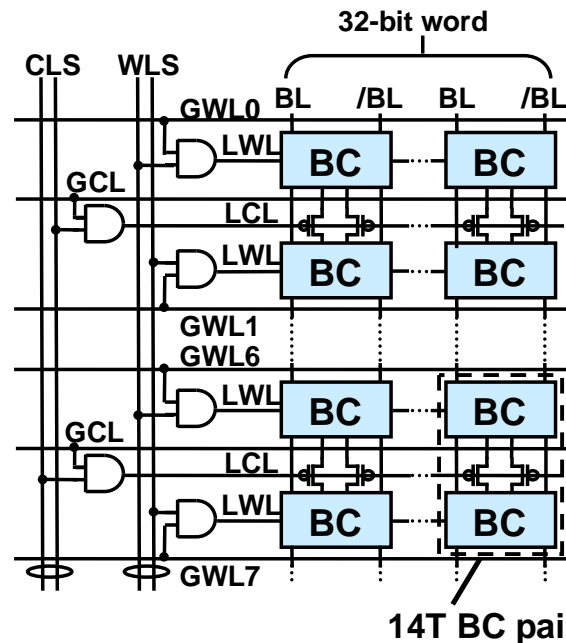 32-bit word
CLS WLS
BL /BL BL /BL
GWL0
LWL
BC BC
GCL
LCL
LWL
BC BC
GWL1
GWL6
LWL
BC BC
GCL
LCL
LWL
BC BC
GWL7
14T BC pai